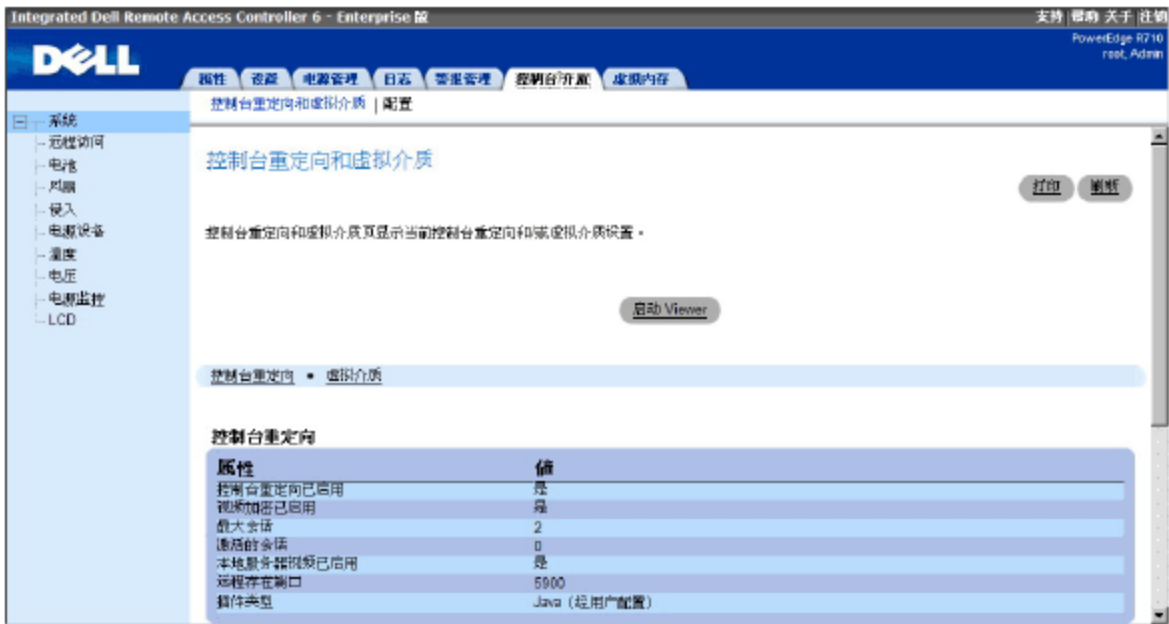 Integrated Dell Remote Access Controller 6 - Enterprise 版
支持 帮助 关于 注销
DELL
PowerEdge R710
root, Admin
属性 设置 电源管理 日志 警报管理 控制台/介质 虚拟内存
控制台重定向和虚拟介质 | 配置
系统
远程访问
电池
风扇
侵入
电源设备
温度
电压
电源监控
LCD
控制台重定向和虚拟介质
打印 刷新
控制台重定向和虚拟介质页显示当前控制台重定向和/或虚拟介质设置。
启动 Viewer
控制台重定向 • 虚拟介质
控制台重定向
属性 值
控制台重定向已启用 是
视频加密已启用 是
最大会话 2
激活的会话 0
本地服务器视频已启用 是
远程存在端口 5900
插件类型 Java（经用户配置）